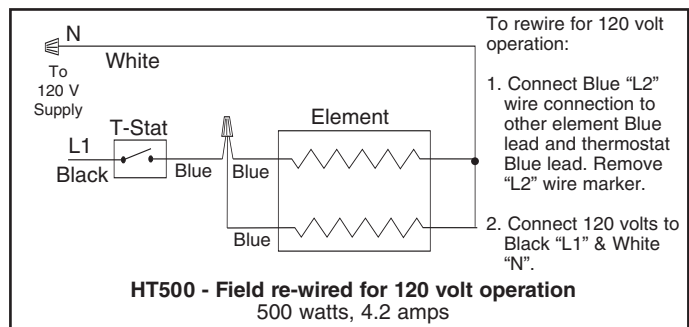 N
White
To
120 V
Supply
L1
Black
T-Stat
Blue
Blue
Blue
Element
To rewire for 120 volt
operation:
1. Connect Blue “L2”
wire connection to
other element Blue
lead and thermostat
Blue lead. Remove
“L2” wire marker.
2. Connect 120 volts to
Black “L1” & White
“N”.
HT500 - Field re-wired for 120 volt operation
500 watts, 4.2 amps